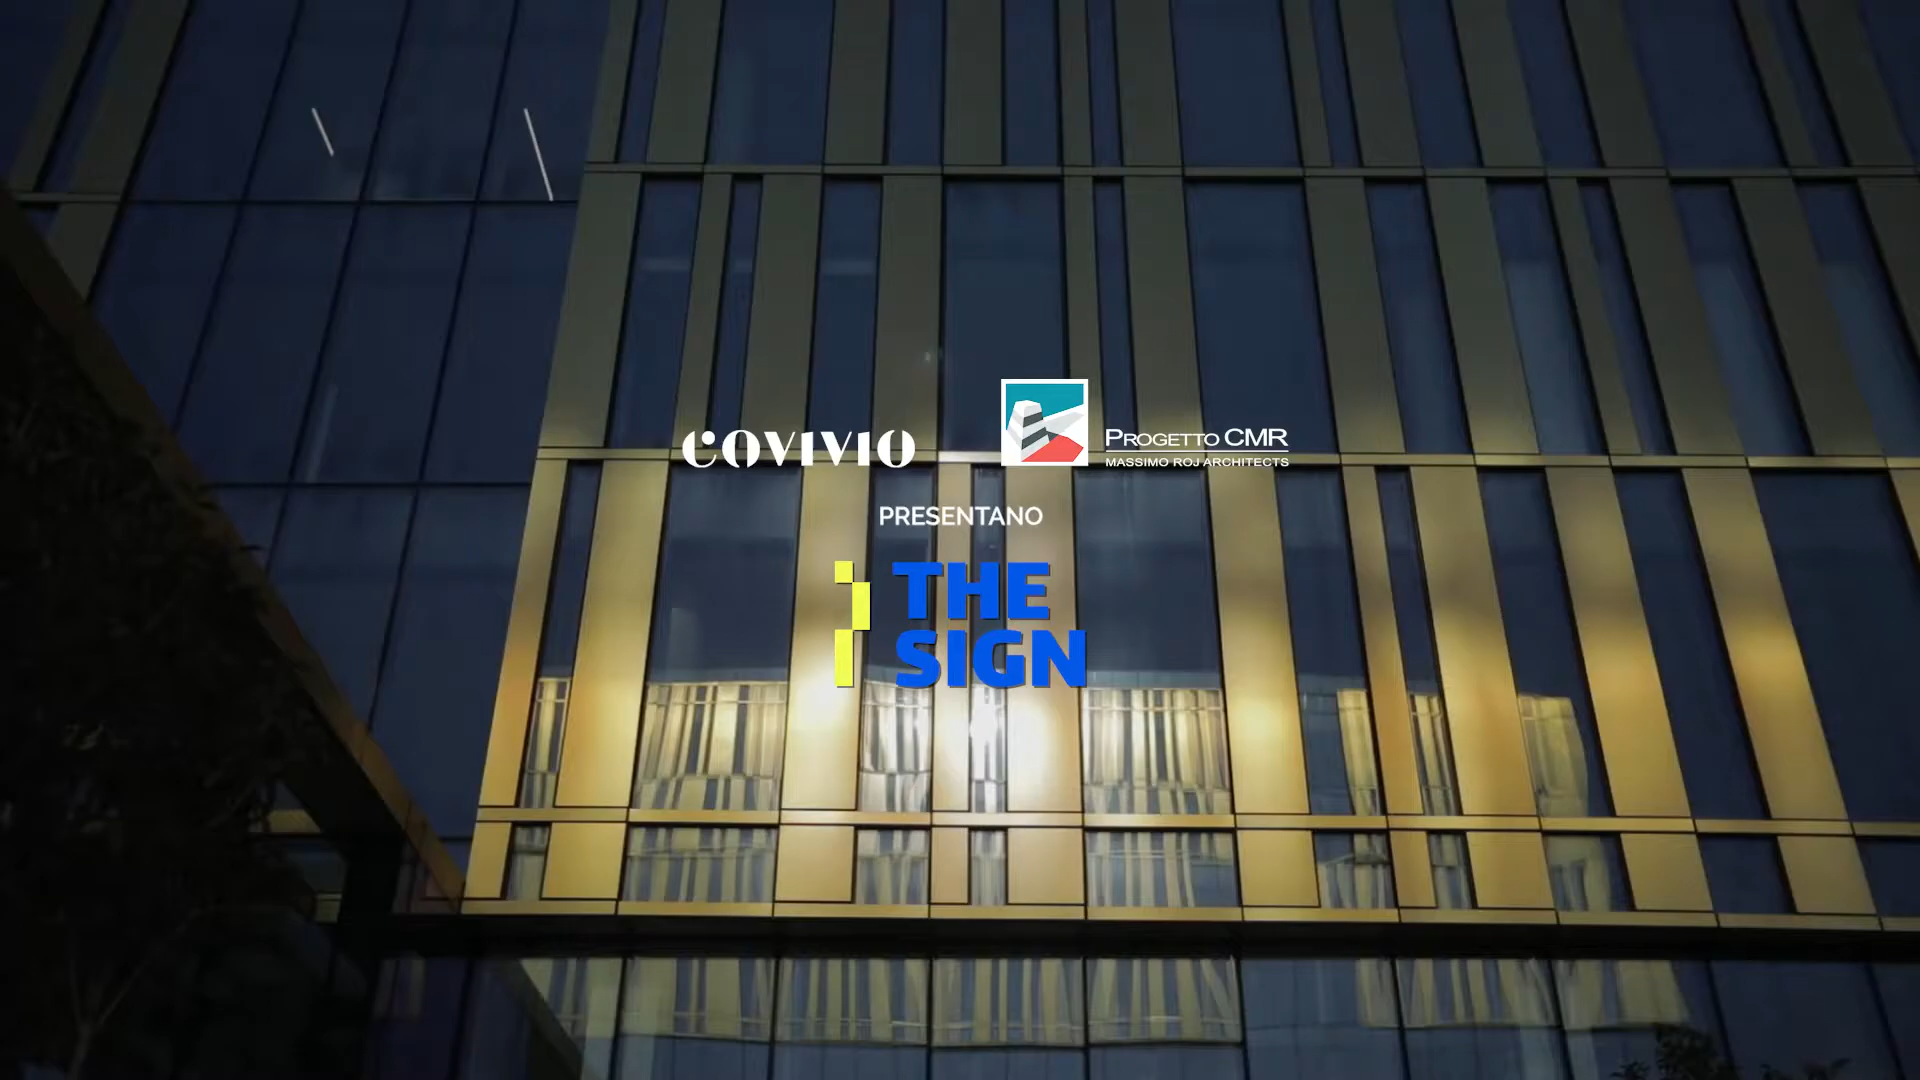 COVIVIO
PROGETTO CMR
MASSIMO ROJ ARCHITECTS
PRESENTANO
THE
SIGN